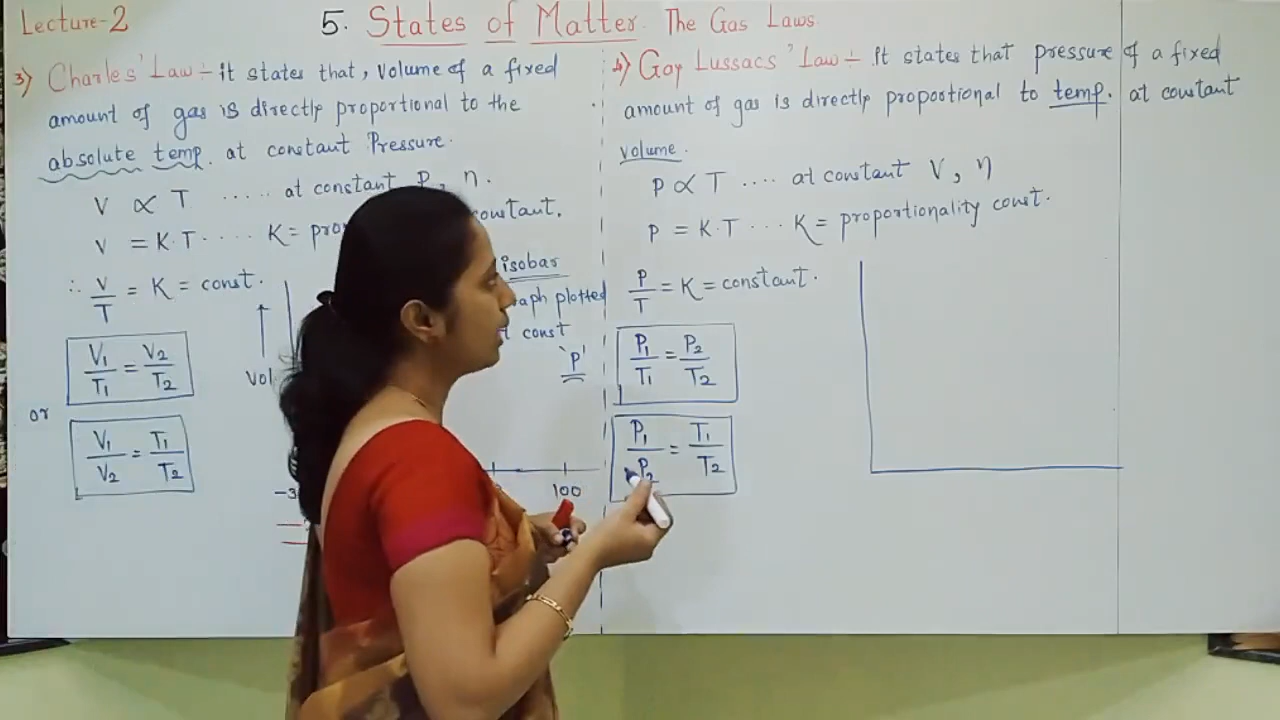 Lecture-2
5. States of Matter. The Gas Laws.
3) Charles' Law - it states that, Volume of a fixed
amount of gas is directly proportional to the
absolute temp. at constant Pressure.
V ∝ T ..... at constant P, n.
V = K.T..... K = pro onstant.
∴ V/T = K = const.
V₁/T₁ = V₂/T₂
or
V₁/V₂ = T₁/T₂
isobar
raph plotted
t const
'P'
Vol
100
4) Gay Lussacs' Law - it states that pressure of a fixed
amount of gas is directly proportional to temp. at constant
volume.
P ∝ T .... at constant V, n
P = K.T ... K = proportionality const.
P/T = K = constant.
P₁/T₁ = P₂/T₂
P₁/P₂ = T₁/T₂